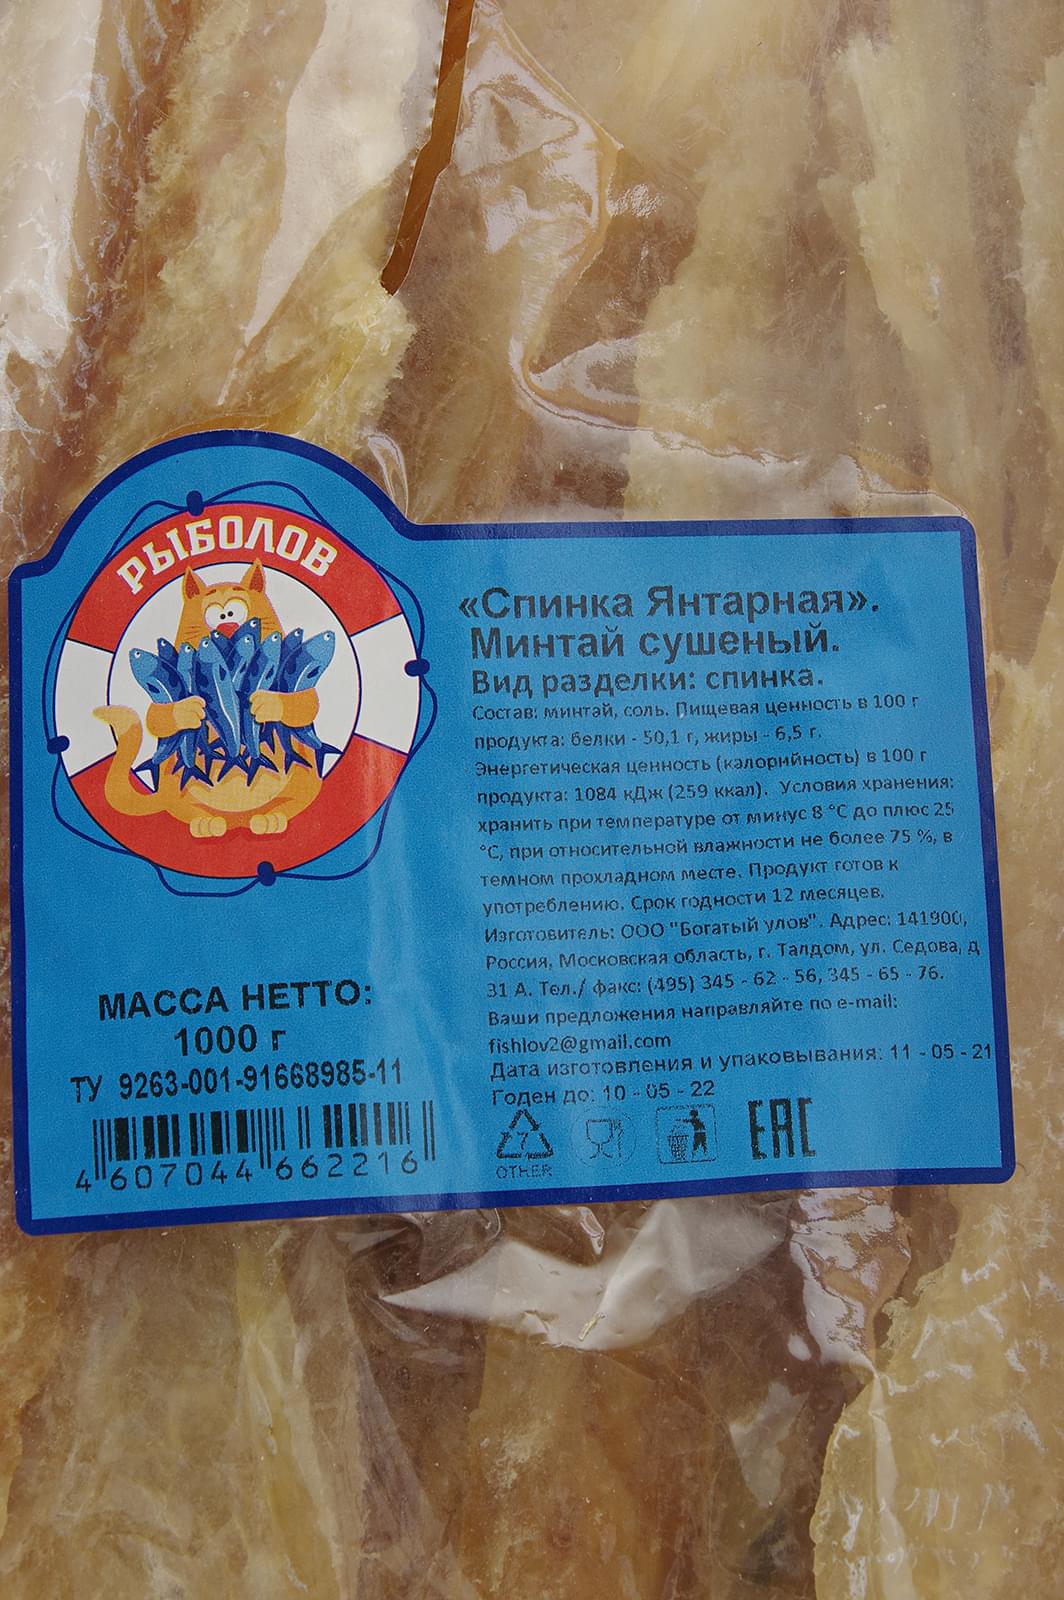 РЫБОЛОВ
«Спинка Янтарная».
Минтай сушеный.
Вид разделки: спинка.
Состав: минтай, соль. Пищевая ценность в 100 г
продукта: белки - 50,1 г, жиры - 6,5 г.
Энергетическая ценность (калорийность) в 100 г
продукта: 1084 кДж (259 ккал). Условия хранения:
хранить при температуре от минус 8 °С до плюс 25
°С, при относительной влажности не более 75 %, в
темном прохладном месте. Продукт готов к
употреблению. Срок годности 12 месяцев.
Изготовитель: ООО "Богатый улов". Адрес: 141900,
Россия, Московская область, г. Талдом, ул. Седова, д
31 А. Тел./ факс: (495) 345 - 62 - 56, 345 - 65 - 76.
Ваши предложения направляйте по e-mail:
fishlov2@gmail.com
Дата изготовления и упаковывания: 11 - 05 - 21
Годен до: 10 - 05 - 22
7
OTHER
EAC
МАССА НЕТТО:
1000 г
ТУ 9263-001-91668985-11
4 607044 662216